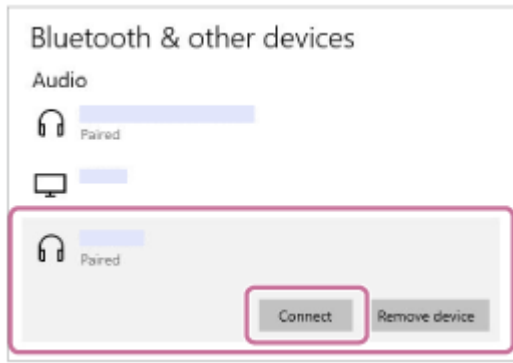 Bluetooth & other devices
Audio
Paired
Paired
Connect Remove device